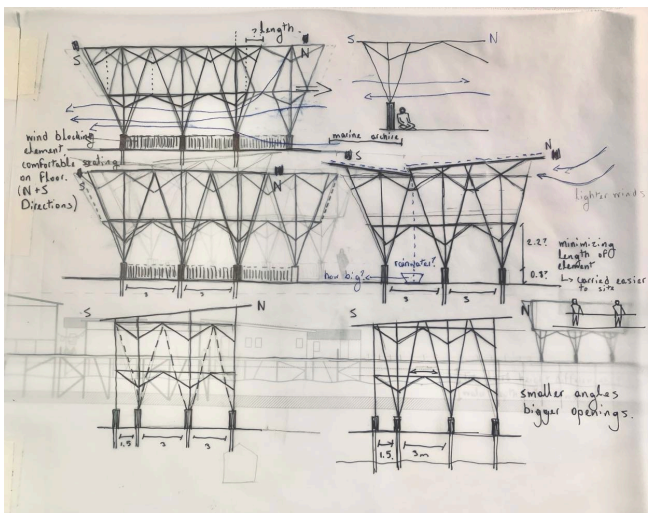 ? length.
S
N
S
N
wind blocking
element
comfortable seating
on Floor.
(N + S
Directions)
marine archive
S
N
S
N
lighter winds
rainwater?
how big?
2.2?
0.8?
minimizing
length of
element
↳ carried easier
to site
3
3
3
3
S
N
S
N
N
S
smaller angles
bigger openings.
1.5
3
3
1.5.
3m